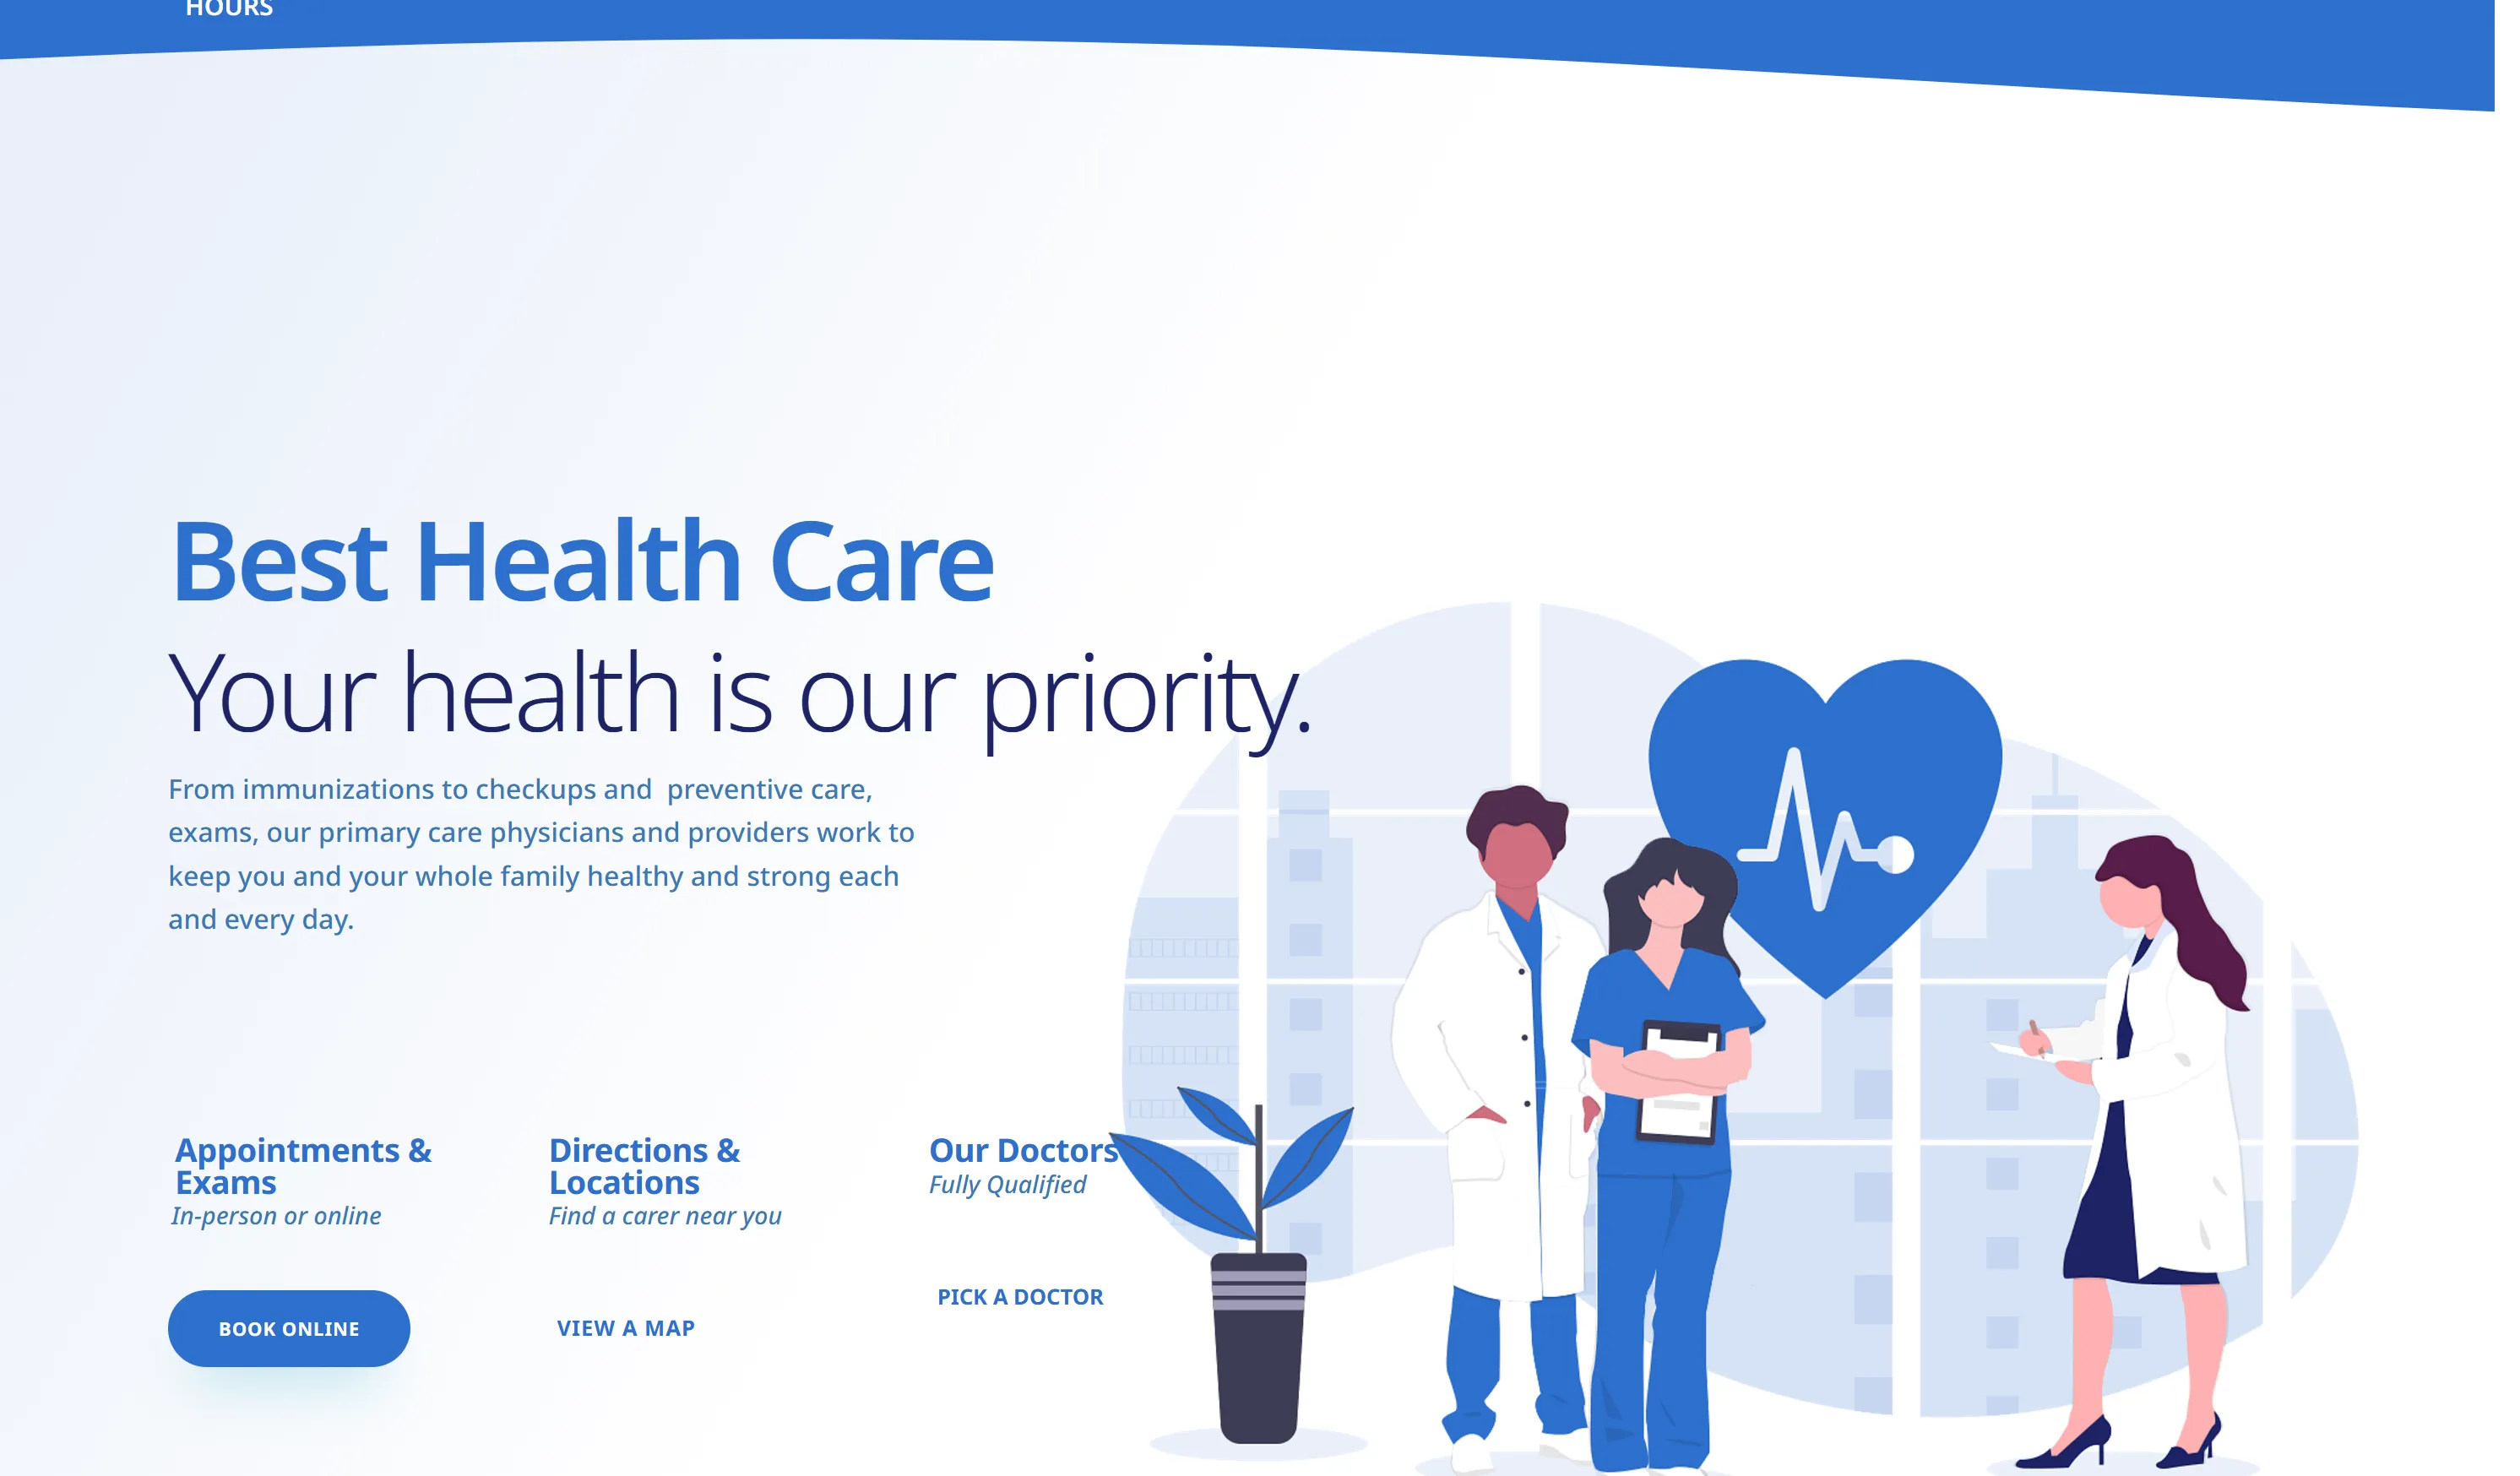 HOURS
Best Health Care
Your health is our priority.
From immunizations to checkups and  preventive care,
exams, our primary care physicians and providers work to
keep you and your whole family healthy and strong each
and every day.
Appointments &
Exams
In-person or online
BOOK ONLINE
Directions &
Locations
Find a carer near you
VIEW A MAP
Our Doctors
Fully Qualified
PICK A DOCTOR